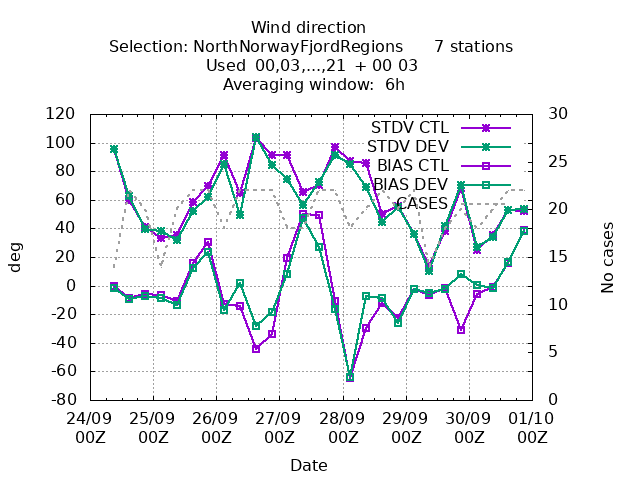 Wind direction
Selection: NorthNorwayFjordRegions 7 stations
Used 00,03,...,21 + 00 03
Averaging window: 6h
120
100
80
60
40
20
0
-20
-40
-60
-80
deg
30
25
20
15
10
5
0
No cases
STDV CTL
STDV DEV
BIAS CTL
BIAS DEV
CASES
24/09 25/09 26/09 27/09 28/09 29/09 30/09 01/10
00Z 00Z 00Z 00Z 00Z 00Z 00Z 00Z
Date